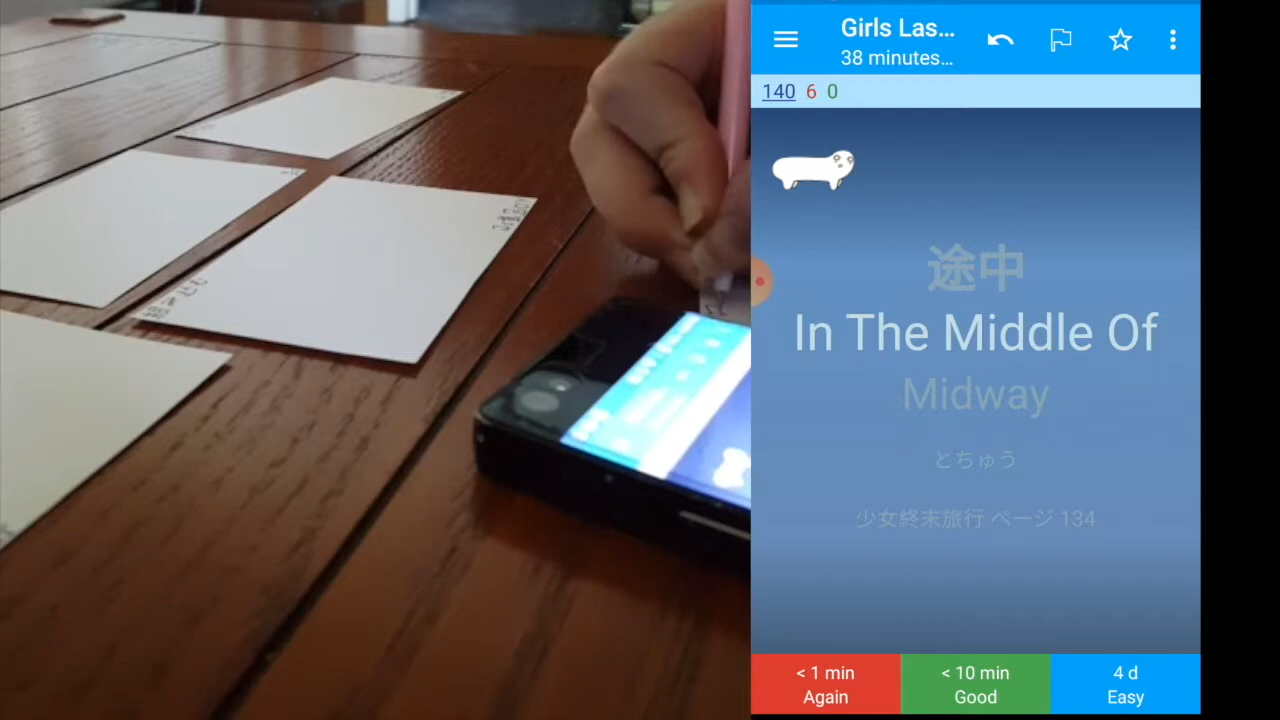 Girls Las...
38 minutes...
140 6 0
途中
In The Middle Of
Midway
とちゅう
少女終末旅行 ページ 134
< 1 min
Again
< 10 min
Good
4 d
Easy